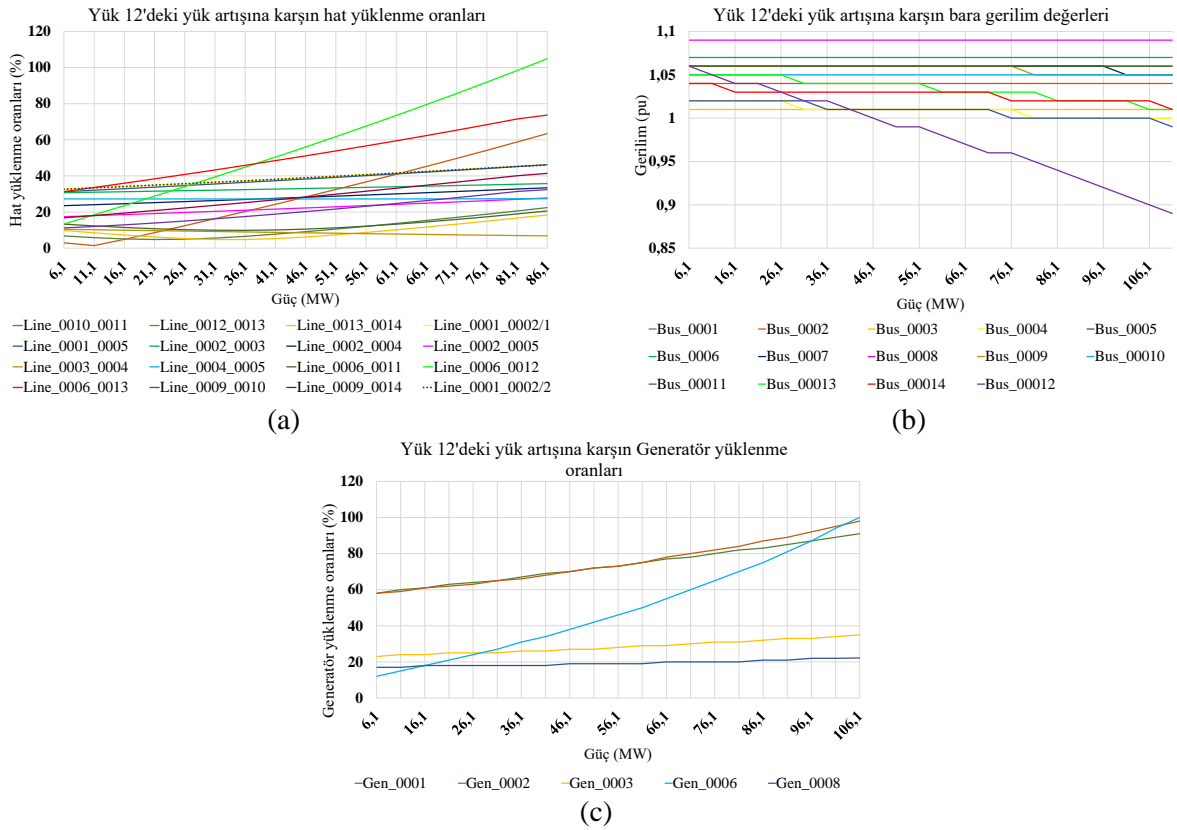 Yük 12'deki yük artışına karşın hat yüklenme oranları
Hat yüklenme oranları (%)
120
100
80
60
40
20
0
6,1 11,1 16,1 21,1 26,1 31,1 36,1 41,1 46,1 51,1 56,1 61,1 66,1 71,1 76,1 81,1 86,1
Güç (MW)
Line_0010_0011 Line_0012_0013 Line_0013_0014 Line_0001_0002/1
Line_0001_0005 Line_0002_0003 Line_0002_0004 Line_0002_0005
Line_0003_0004 Line_0004_0005 Line_0006_0011 Line_0006_0012
Line_0006_0013 Line_0009_0010 Line_0009_0014 Line_0001_0002/2
(a)
Yük 12'deki yük artışına karşın bara gerilim değerleri
Gerilim (pu)
1,1
1,05
1
0,95
0,9
0,85
6,1 16,1 26,1 36,1 46,1 56,1 66,1 76,1 86,1 96,1 106,1
Güç (MW)
Bus_0001 Bus_0002 Bus_0003 Bus_0004 Bus_0005
Bus_0006 Bus_0007 Bus_0008 Bus_0009 Bus_00010
Bus_00011 Bus_00013 Bus_00014 Bus_00012
(b)
Yük 12'deki yük artışına karşın Generatör yüklenme
oranları
Generatör yüklenme oranları (%)
120
100
80
60
40
20
0
6,1 16,1 26,1 36,1 46,1 56,1 66,1 76,1 86,1 96,1 106,1
Güç (MW)
Gen_0001 Gen_0002 Gen_0003 Gen_0006 Gen_0008
(c)